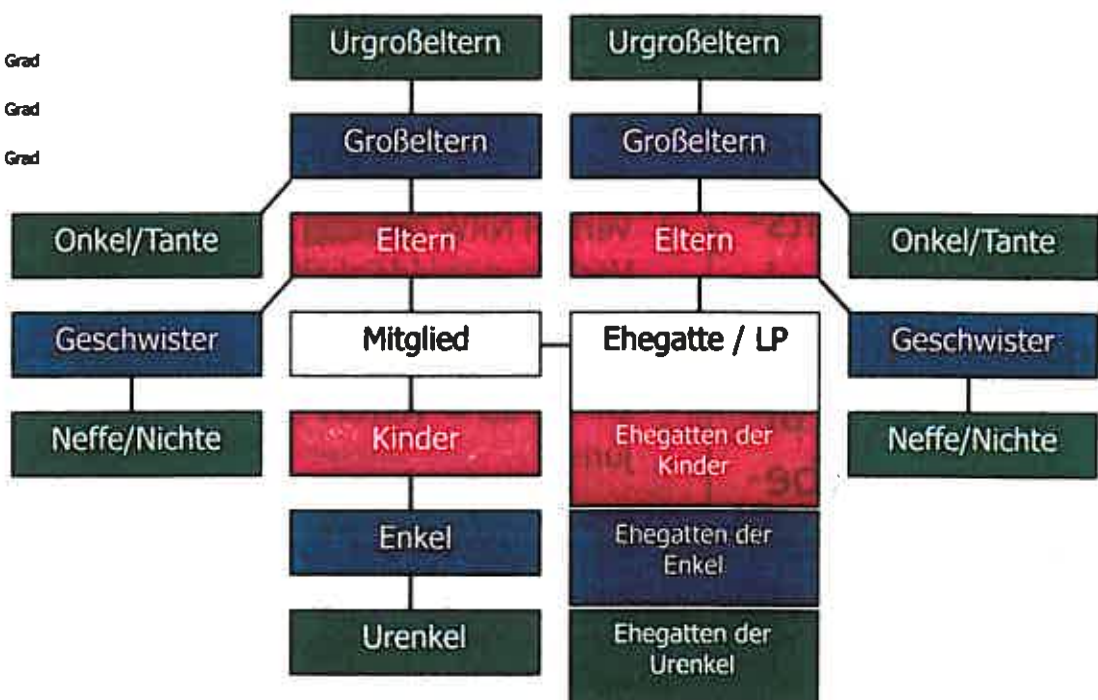 Grad
Grad
Grad
Urgroßeltern Urgroßeltern
Großeltern Großeltern
Onkel/Tante Eltern Eltern Onkel/Tante
Geschwister Mitglied Ehegatte / LP Geschwister
Neffe/Nichte Kinder Ehegatten der
Kinder Neffe/Nichte
Enkel Ehegatten der
Enkel
Urenkel Ehegatten der
Urenkel